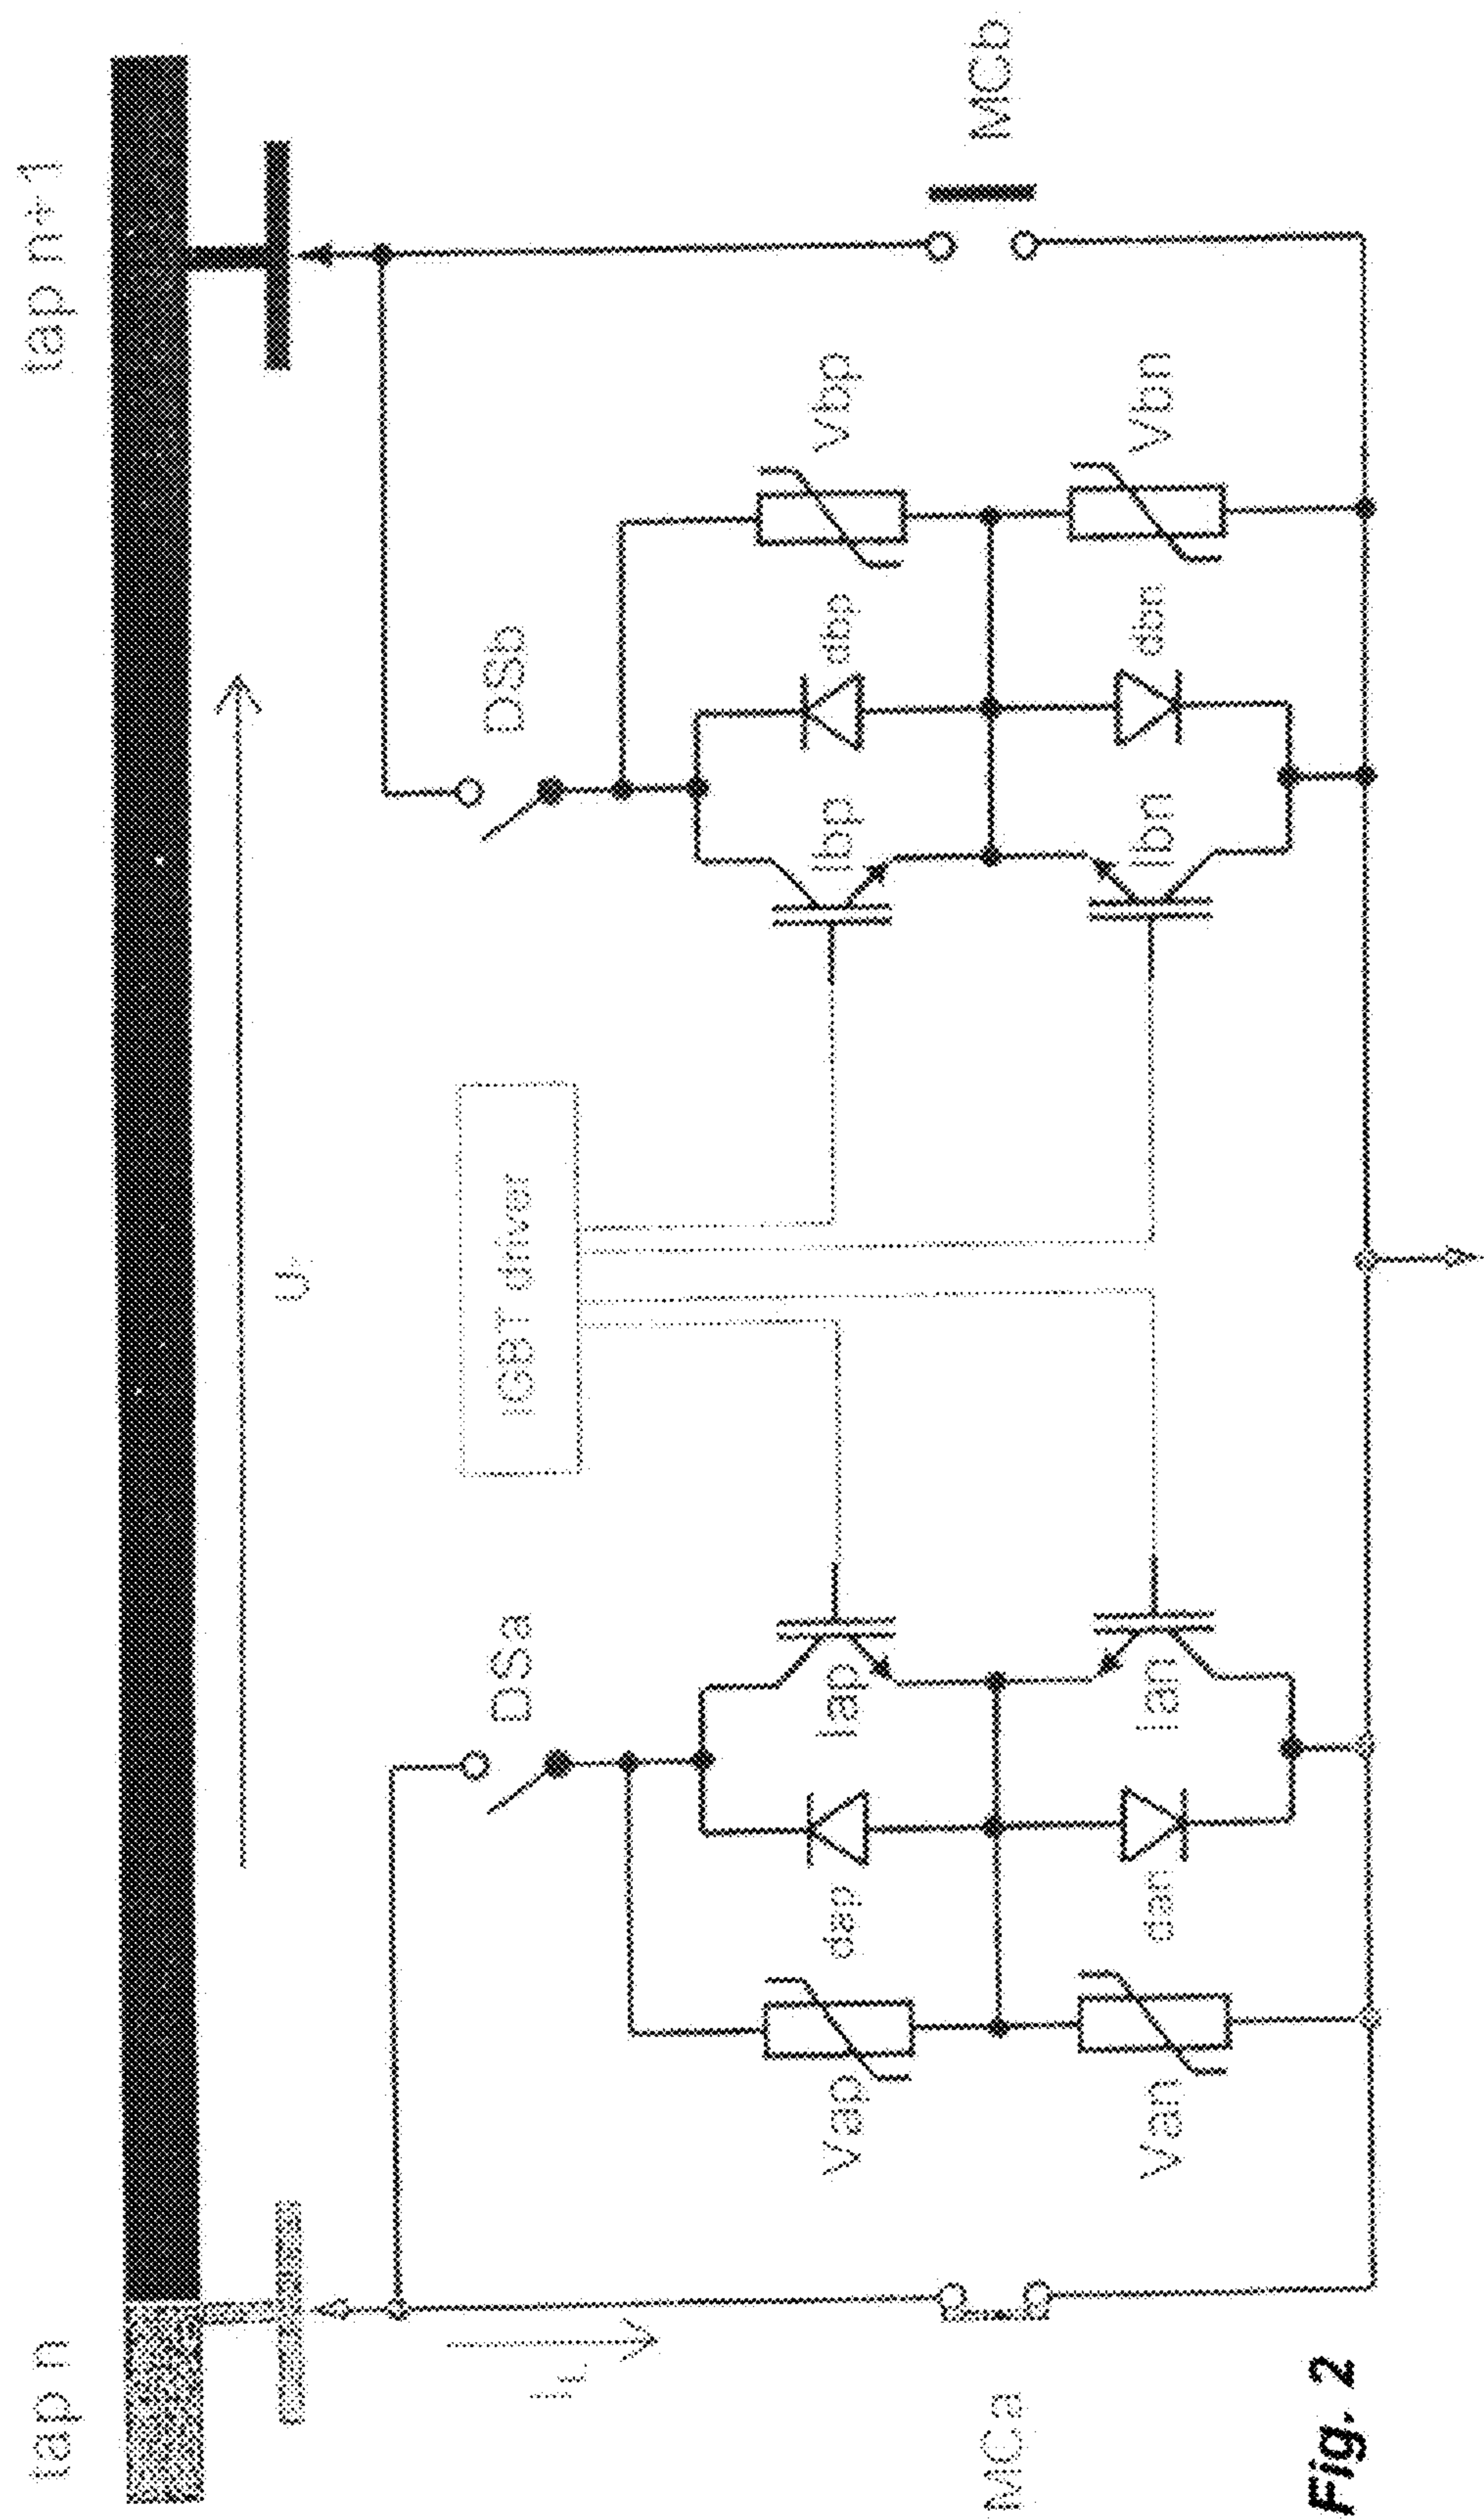 tap n
tap n+1
U
DSa
DSb
IGBT driver
Vap
dap
Iap
Ibp
dbp
Vbp
iL
MCa
MCb
Van
dan
Ian
Ibn
dbn
Vbn
Fig. 2